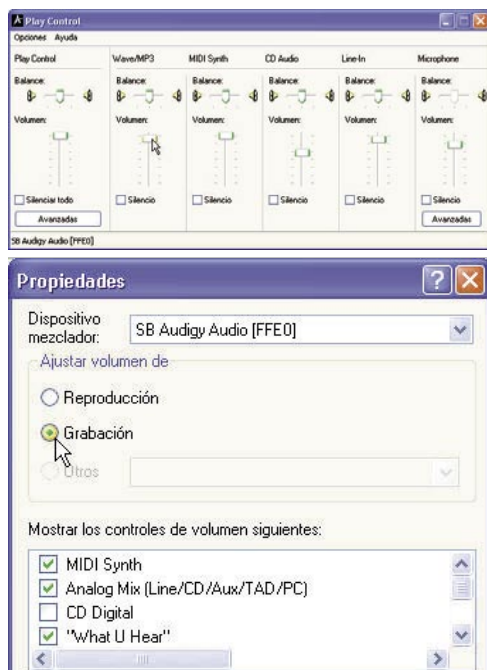 Play Control
Opciones Ayuda
Play Control Wave/MP3 MIDI Synth CD Audio Line-In Microphone
Balance: Balance: Balance: Balance: Balance: Balance:
Volumen: Volumen: Volumen: Volumen: Volumen: Volumen:
Silenciar todo Silencio Silencio Silencio Silencio Silencio
Avanzadas Avanzadas
SB Audigy Audio [FFE0]
Propiedades
Dispositivo mezclador: SB Audigy Audio [FFE0]
Ajustar volumen de
Reproducción
Grabación
Otros
Mostrar los controles de volumen siguientes:
MIDI Synth
Analog Mix (Line/CD/Aux/TAD/PC)
CD Digital
"What U Hear"